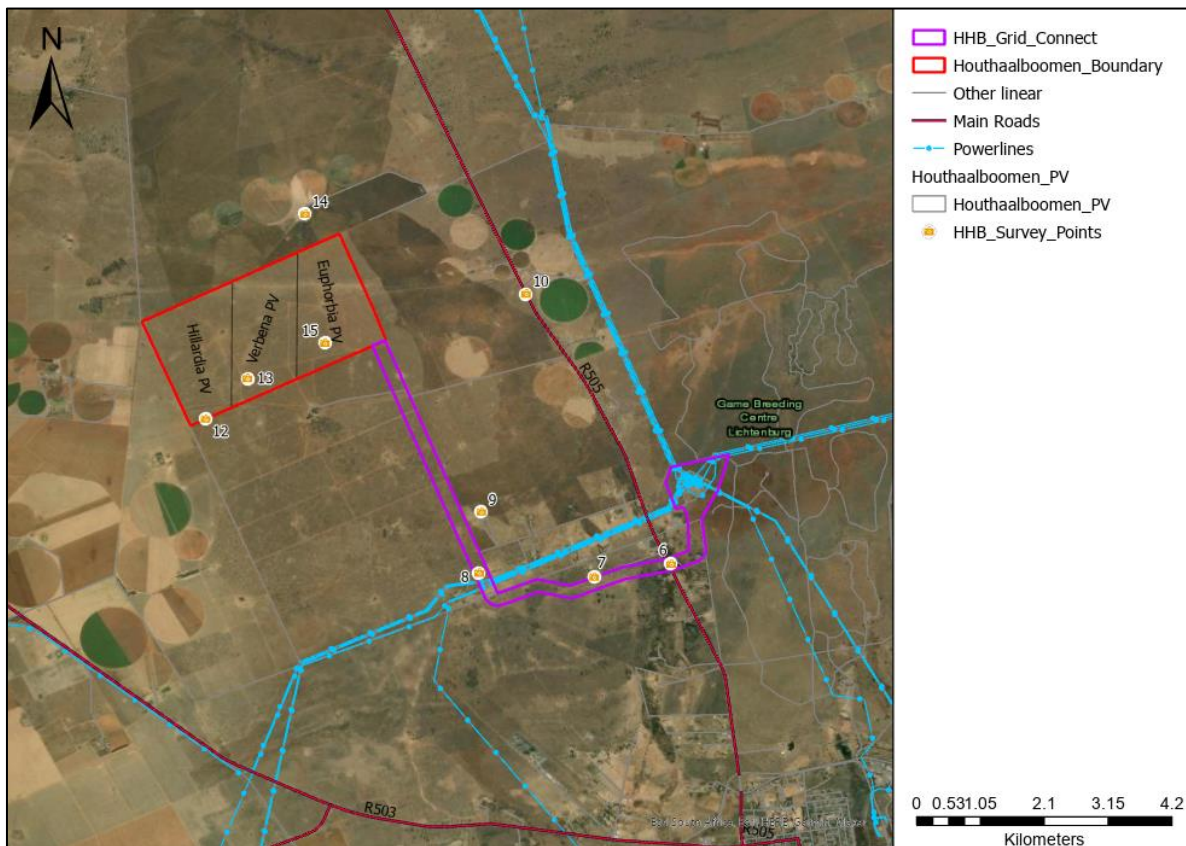 N
14
10
Euphorbia PV
Verbena PV
Hillardia PV
15
13
12
R505
Game Breeding
Centre
Lichtenburg
9
8
7
6
R503
R505
HHB_Grid_Connect
Houthaalboomen_Boundary
Other linear
Main Roads
Powerlines
Houthaalboomen_PV
Houthaalboomen_PV
HHB_Survey_Points
0 0.531.05 2.1 3.15 4.2
Kilometers